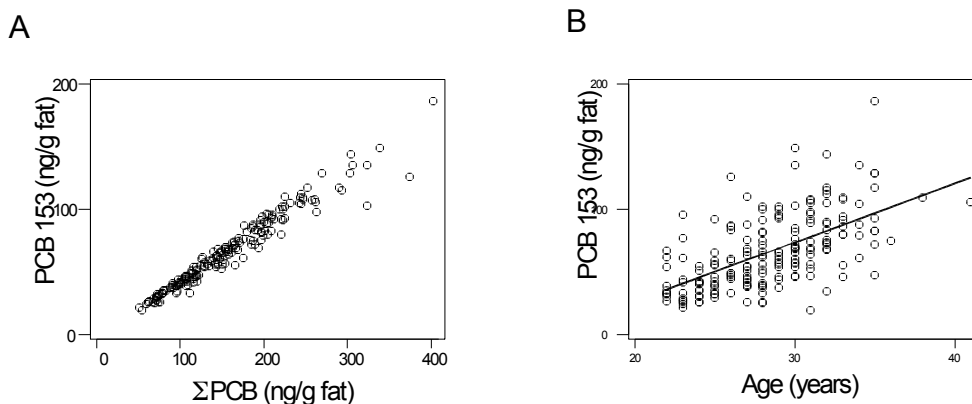 A
PCB 153 (ng/g fat)
200
100
0
0 100 200 300 400
ΣPCB (ng/g fat)
B
PCB 153 (ng/g fat)
200
100
0
20 30 40
Age (years)